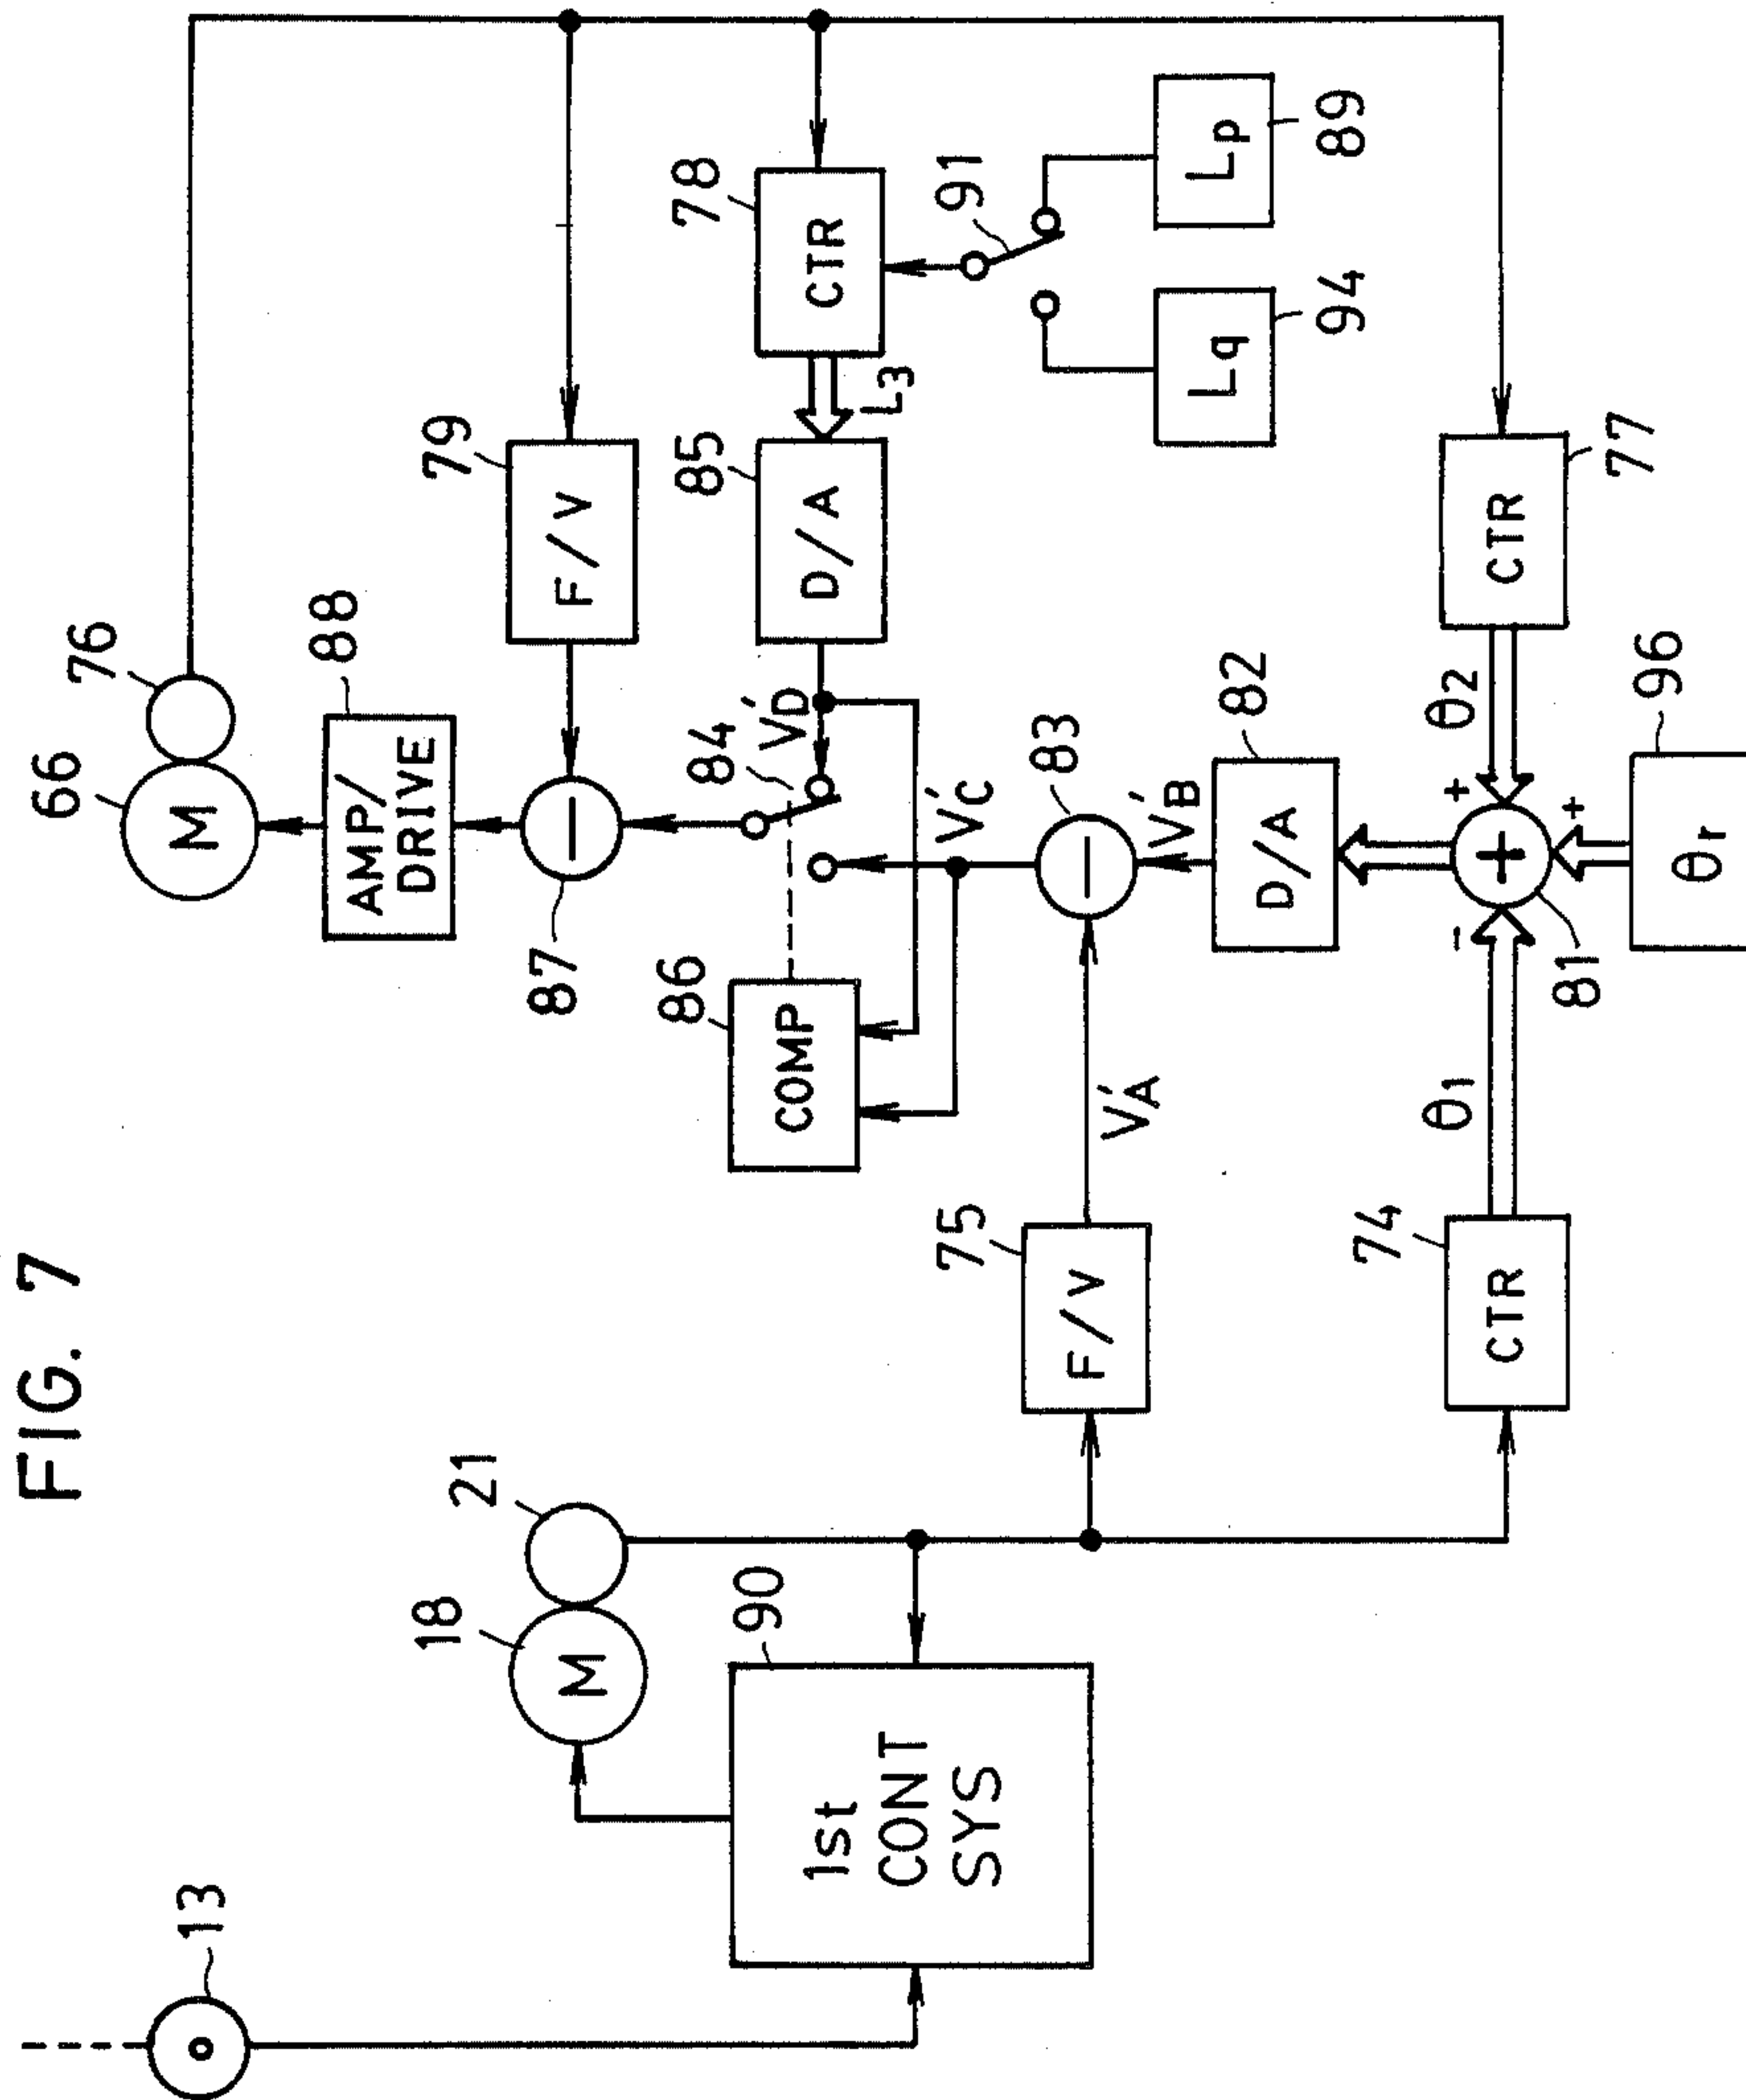 FIG. 7
13
18
M
21
90
1st
CONT
SYS
75
F/V
V'A
74
CTR
θ1
66
M
76
88
AMP/
DRIVE
87
−
79
F/V
86
COMP
84
V'D
85
D/A
L3
78
CTR
91
Lq
94
Lp
89
V'C
83
−
V'B
82
D/A
-
+
+
+
81
θ2
77
CTR
θr
96